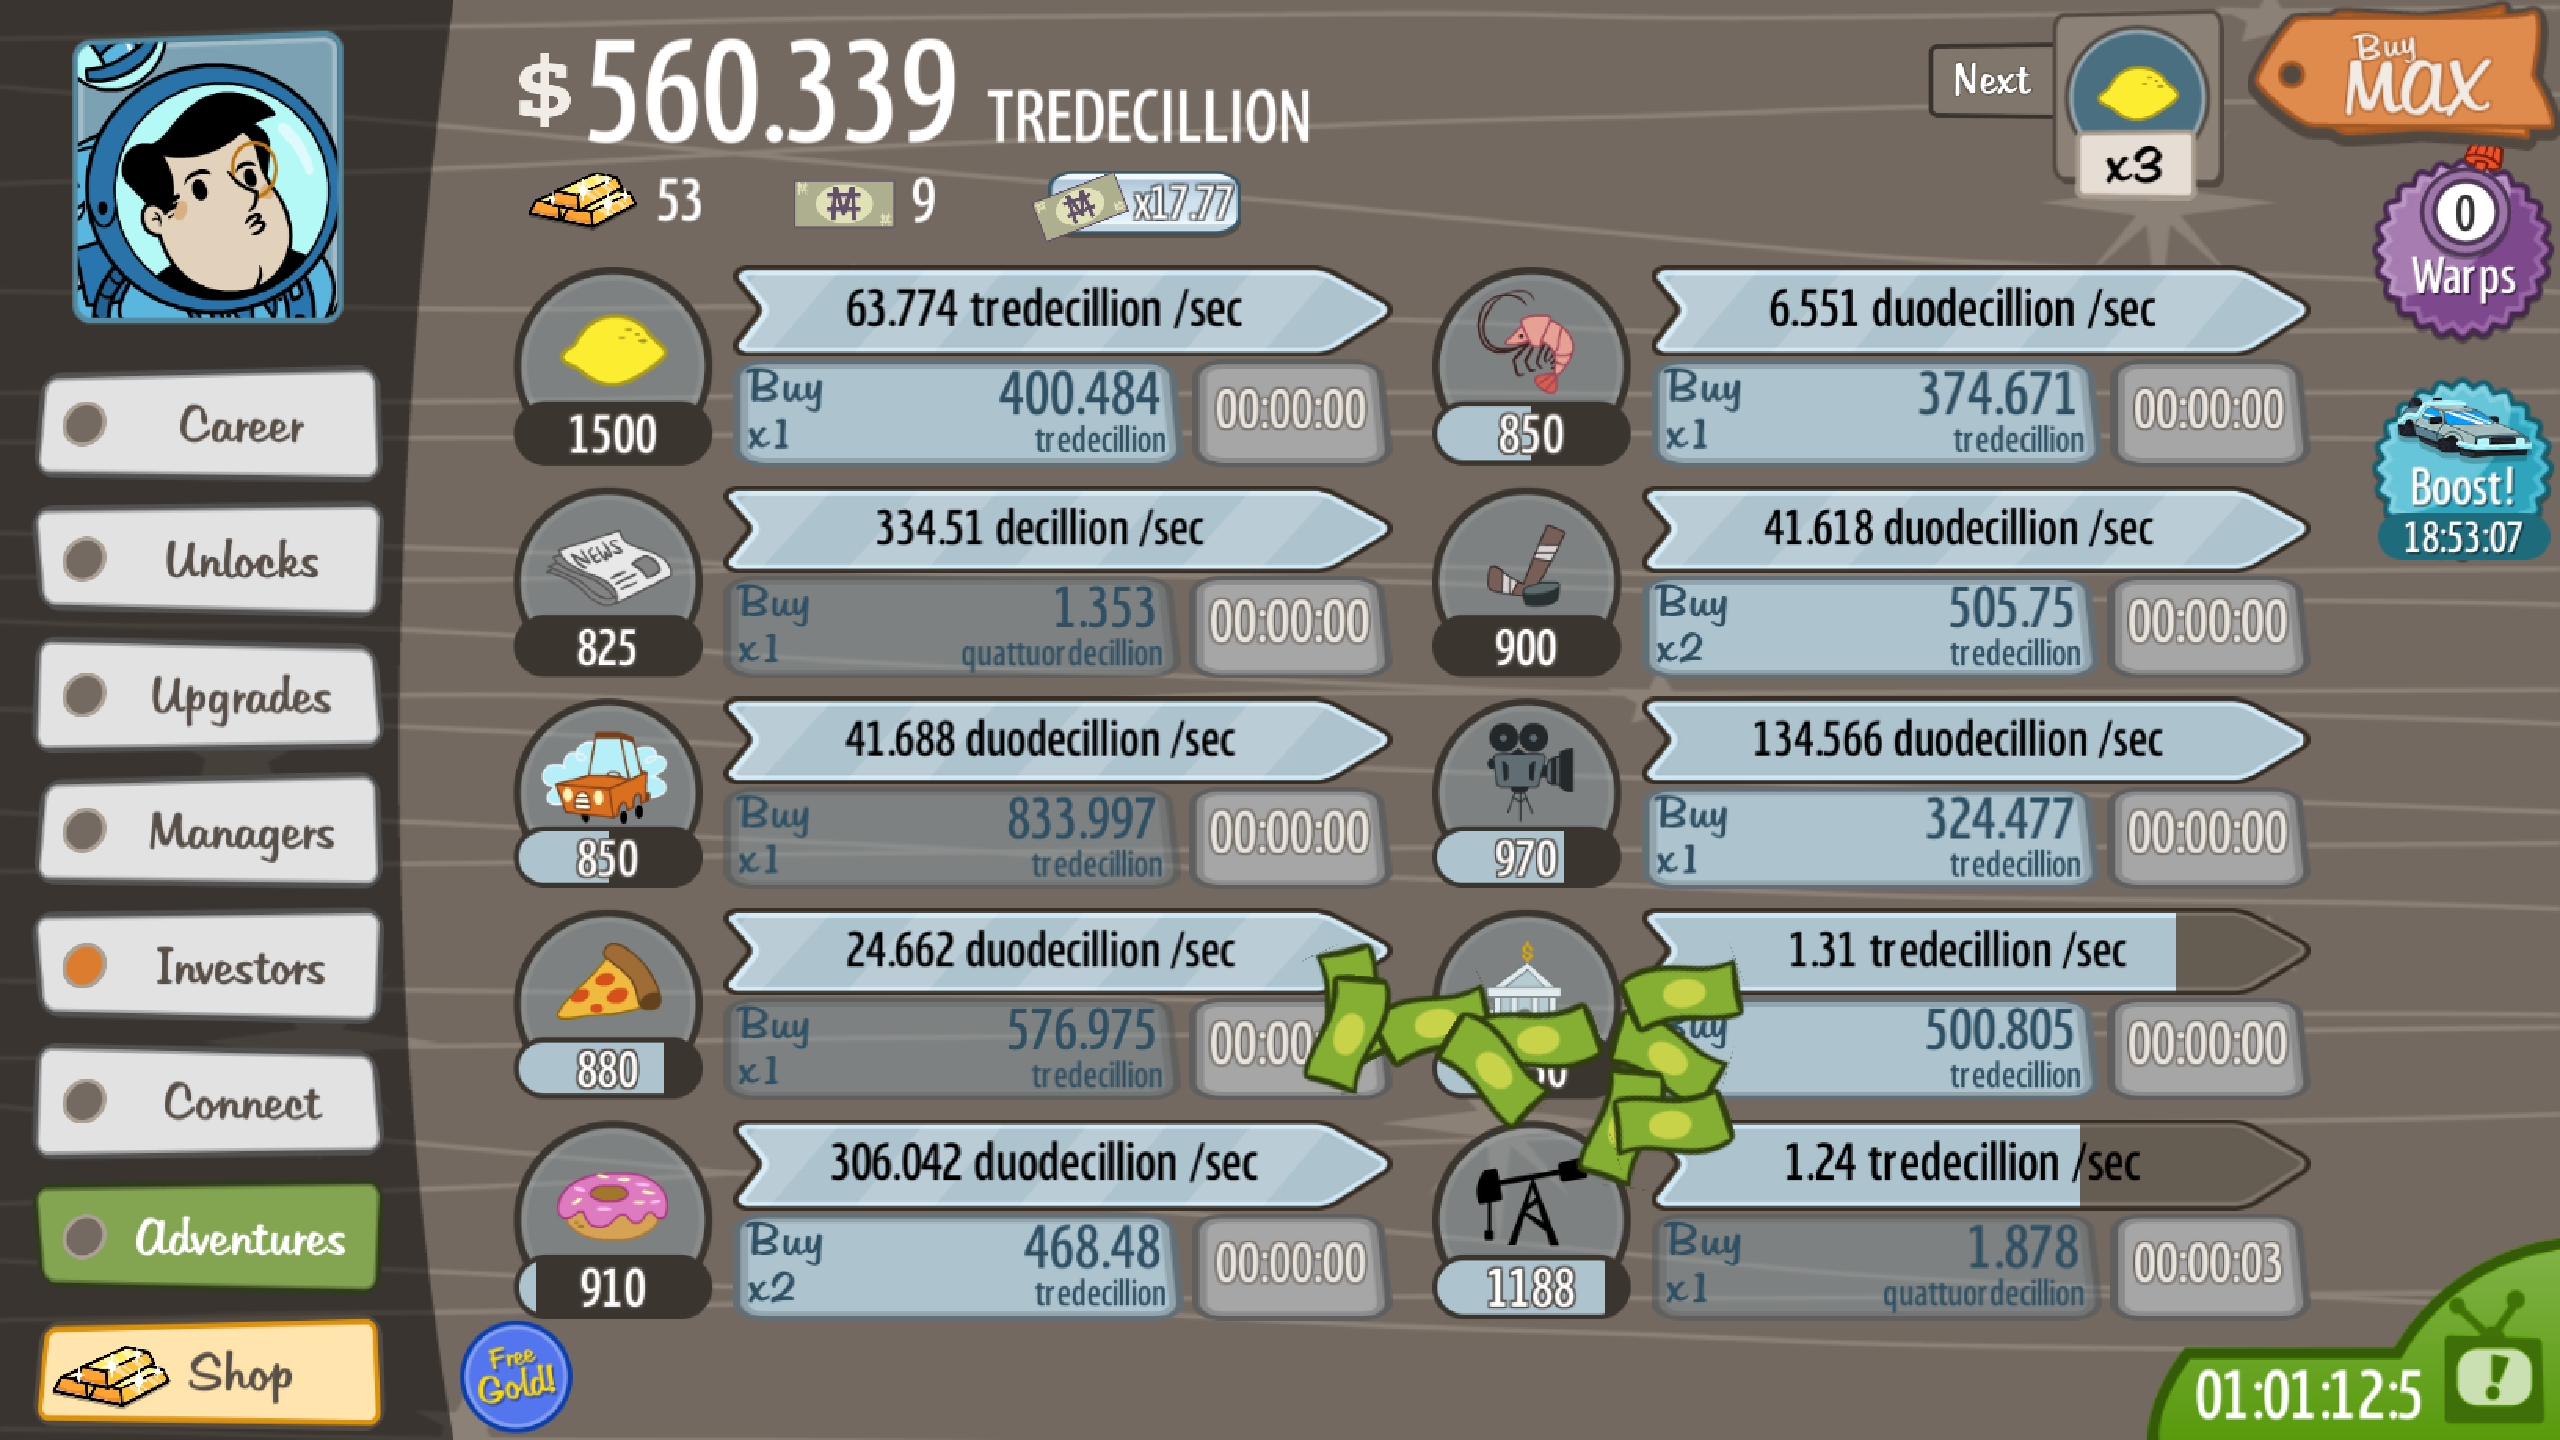 $560.339 TREDECILLION
53
9
x17.77
Next
x3
Buy
MAX
0
Warps
Boost!
18:53:07
Career
Unlocks
Upgrades
Managers
Investors
Connect
Adventures
Shop
63.774 tredecillion /sec
Buy
x1
400.484
tredecillion
00:00:00
1500
6.551 duodecillion /sec
Buy
x1
374.671
tredecillion
00:00:00
850
NEWS
334.51 decillion /sec
Buy
x1
1.353
quattuordecillion
00:00:00
825
41.618 duodecillion /sec
Buy
x2
505.75
tredecillion
00:00:00
900
41.688 duodecillion /sec
Buy
x1
833.997
tredecillion
00:00:00
850
134.566 duodecillion /sec
Buy
x1
324.477
tredecillion
00:00:00
970
24.662 duodecillion /sec
Buy
x1
576.975
tredecillion
00:00
880
$
1.31 tredecillion /sec
500.805
tredecillion
00:00:00
306.042 duodecillion /sec
Buy
x2
468.48
tredecillion
00:00:00
910
1.24 tredecillion /sec
Buy
x1
1.878
quattuordecillion
00:00:03
1188
Free
Gold!
01:01:12:5
!